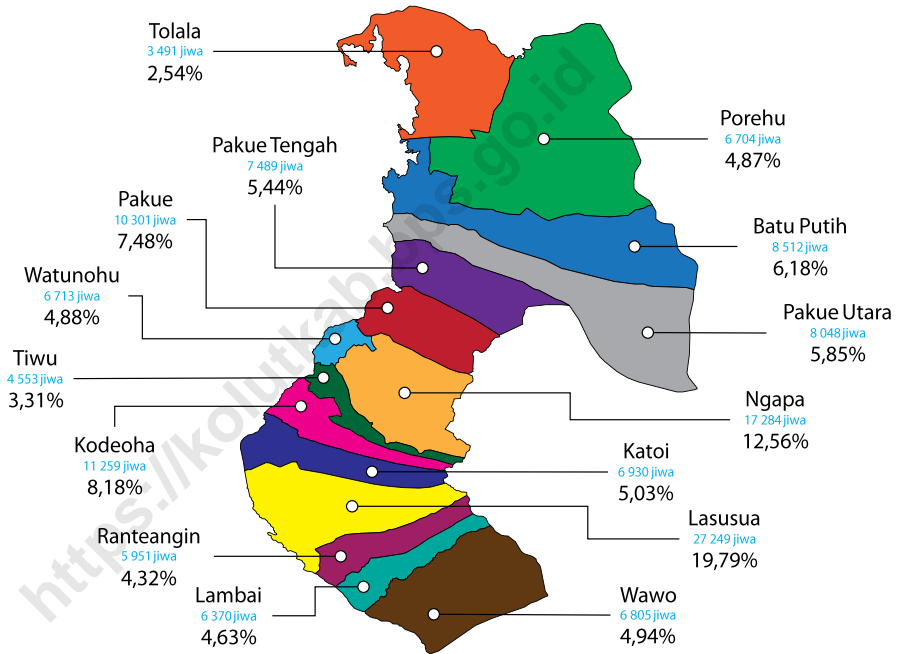 Tolala
3 491 jiwa
2,54%
Porehu
6 704 jiwa
4,87%
Pakue Tengah
7 489 jiwa
5,44%
Pakue
10 301 jiwa
7,48%
Batu Putih
8 512 jiwa
6,18%
Watunohu
6 713 jiwa
4,88%
Pakue Utara
8 048 jiwa
5,85%
Tiwu
4 553 jiwa
3,31%
Ngapa
17 284 jiwa
12,56%
Kodeoha
11 259 jiwa
8,18%
Katoi
6 930 jiwa
5,03%
Lasusua
27 249 jiwa
19,79%
Ranteangin
5 951 jiwa
4,32%
Lambai
6 370 jiwa
4,63%
Wawo
6 805 jiwa
4,94%
https://kolutkab.bps.go.id